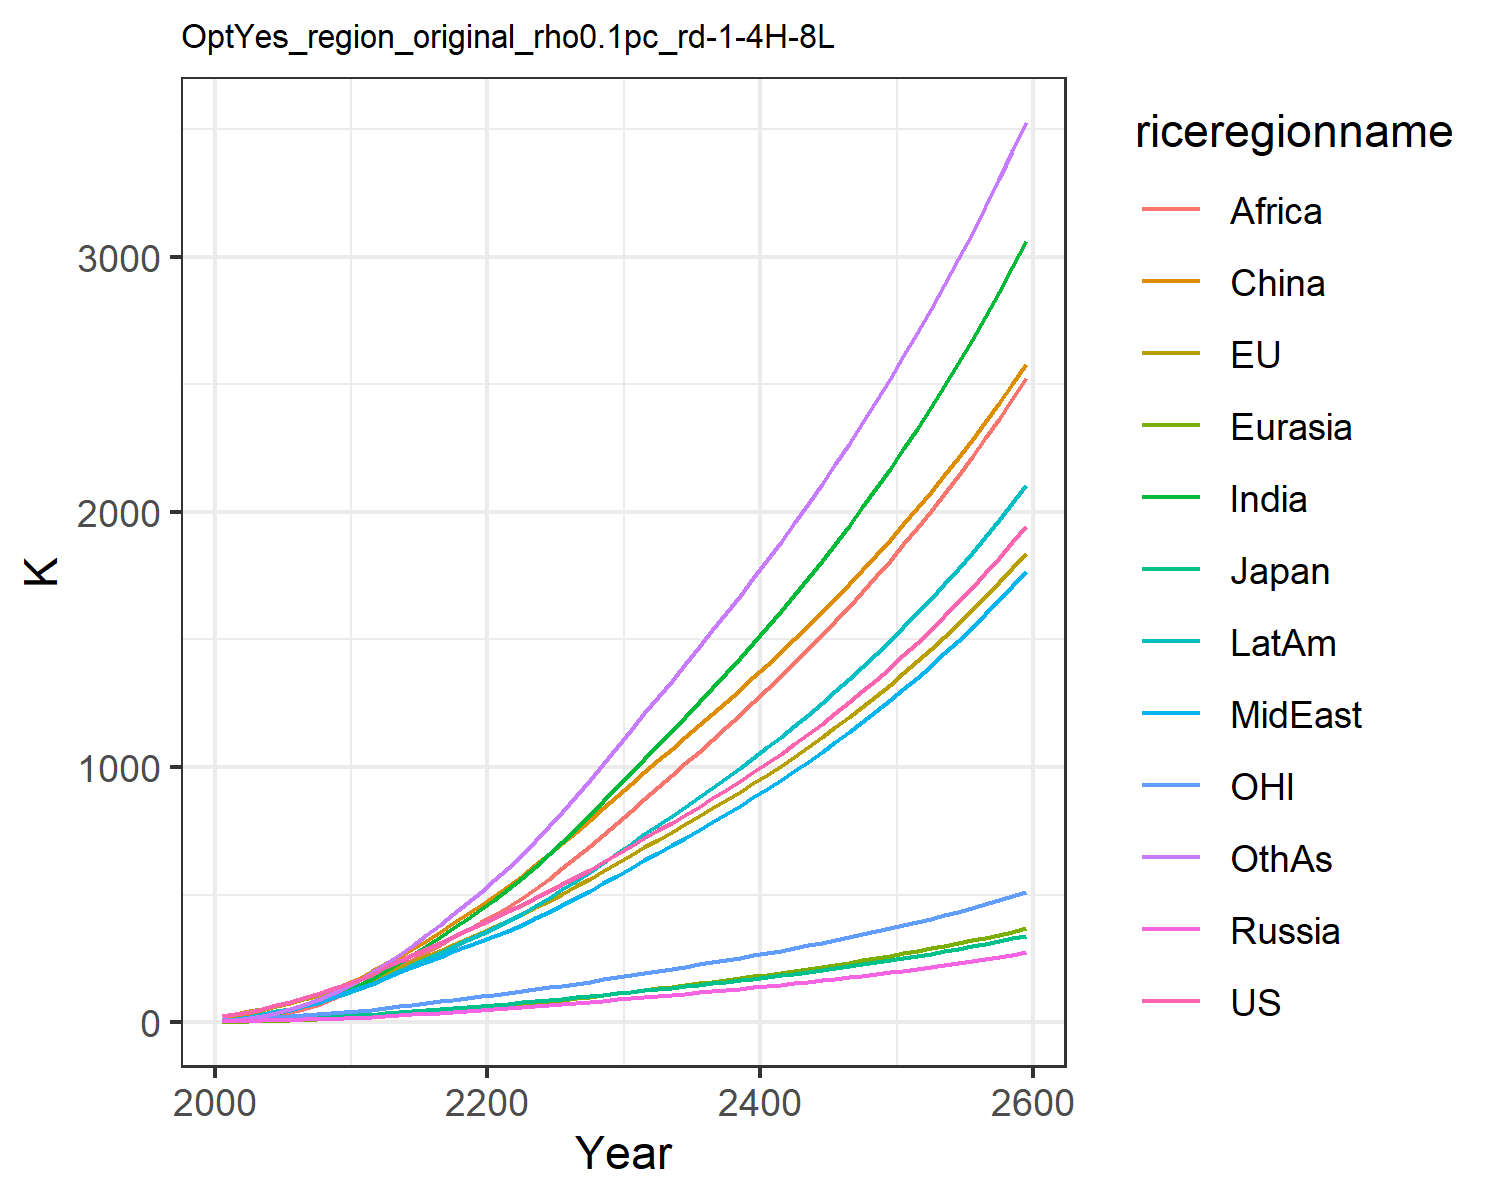 OptYes_region_original_rho0.1pc_rd-1-4H-8L
3000
2000
1000
0
K
2000 2200 2400 2600
Year
riceregionname
Africa
China
EU
Eurasia
India
Japan
LatAm
MidEast
OHI
OthAs
Russia
US